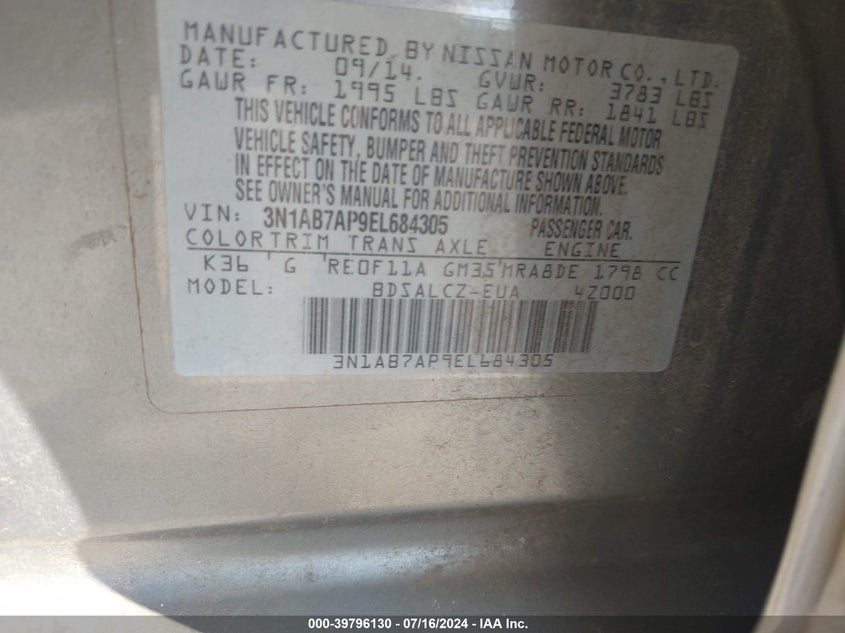 MANUFACTURED BY NISSAN MOTOR CO., LTD.
DATE: 09/14. GVWR: 3783 LBS
GAWR FR: 1995 LBS GAWR RR: 1841 LBS
THIS VEHICLE CONFORMS TO ALL APPLICABLE FEDERAL MOTOR
VEHICLE SAFETY, BUMPER AND THEFT PREVENTION STANDARDS
IN EFFECT ON THE DATE OF MANUFACTURE SHOWN ABOVE.
SEE OWNER'S MANUAL FOR ADDITIONAL INFORMATION.
VIN: 3N1AB7AP9EL684305 PASSENGER CAR.
COLOR TRIM TRANS AXLE ENGINE
K36 G RE0F11A GM35 MRA8DE 1798 CC
MODEL: BDSALCZ-EUA 4Z000
3N1AB7AP9EL684305
000-39796130 - 07/16/2024 - IAA Inc.